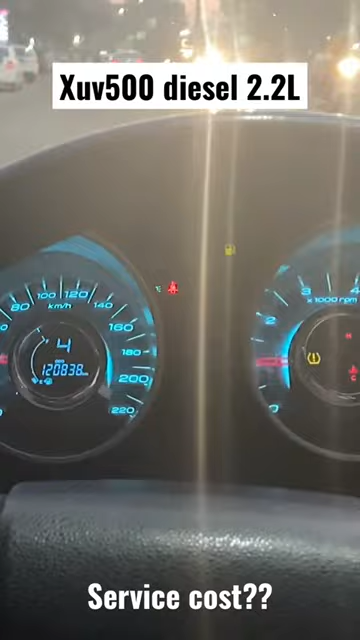 Xuv500 diesel 2.2L
80 100 120 140 160 180 200 220
km/h
4
120838
0 2 3 4
x 1000 rpm
H
C
Service cost??